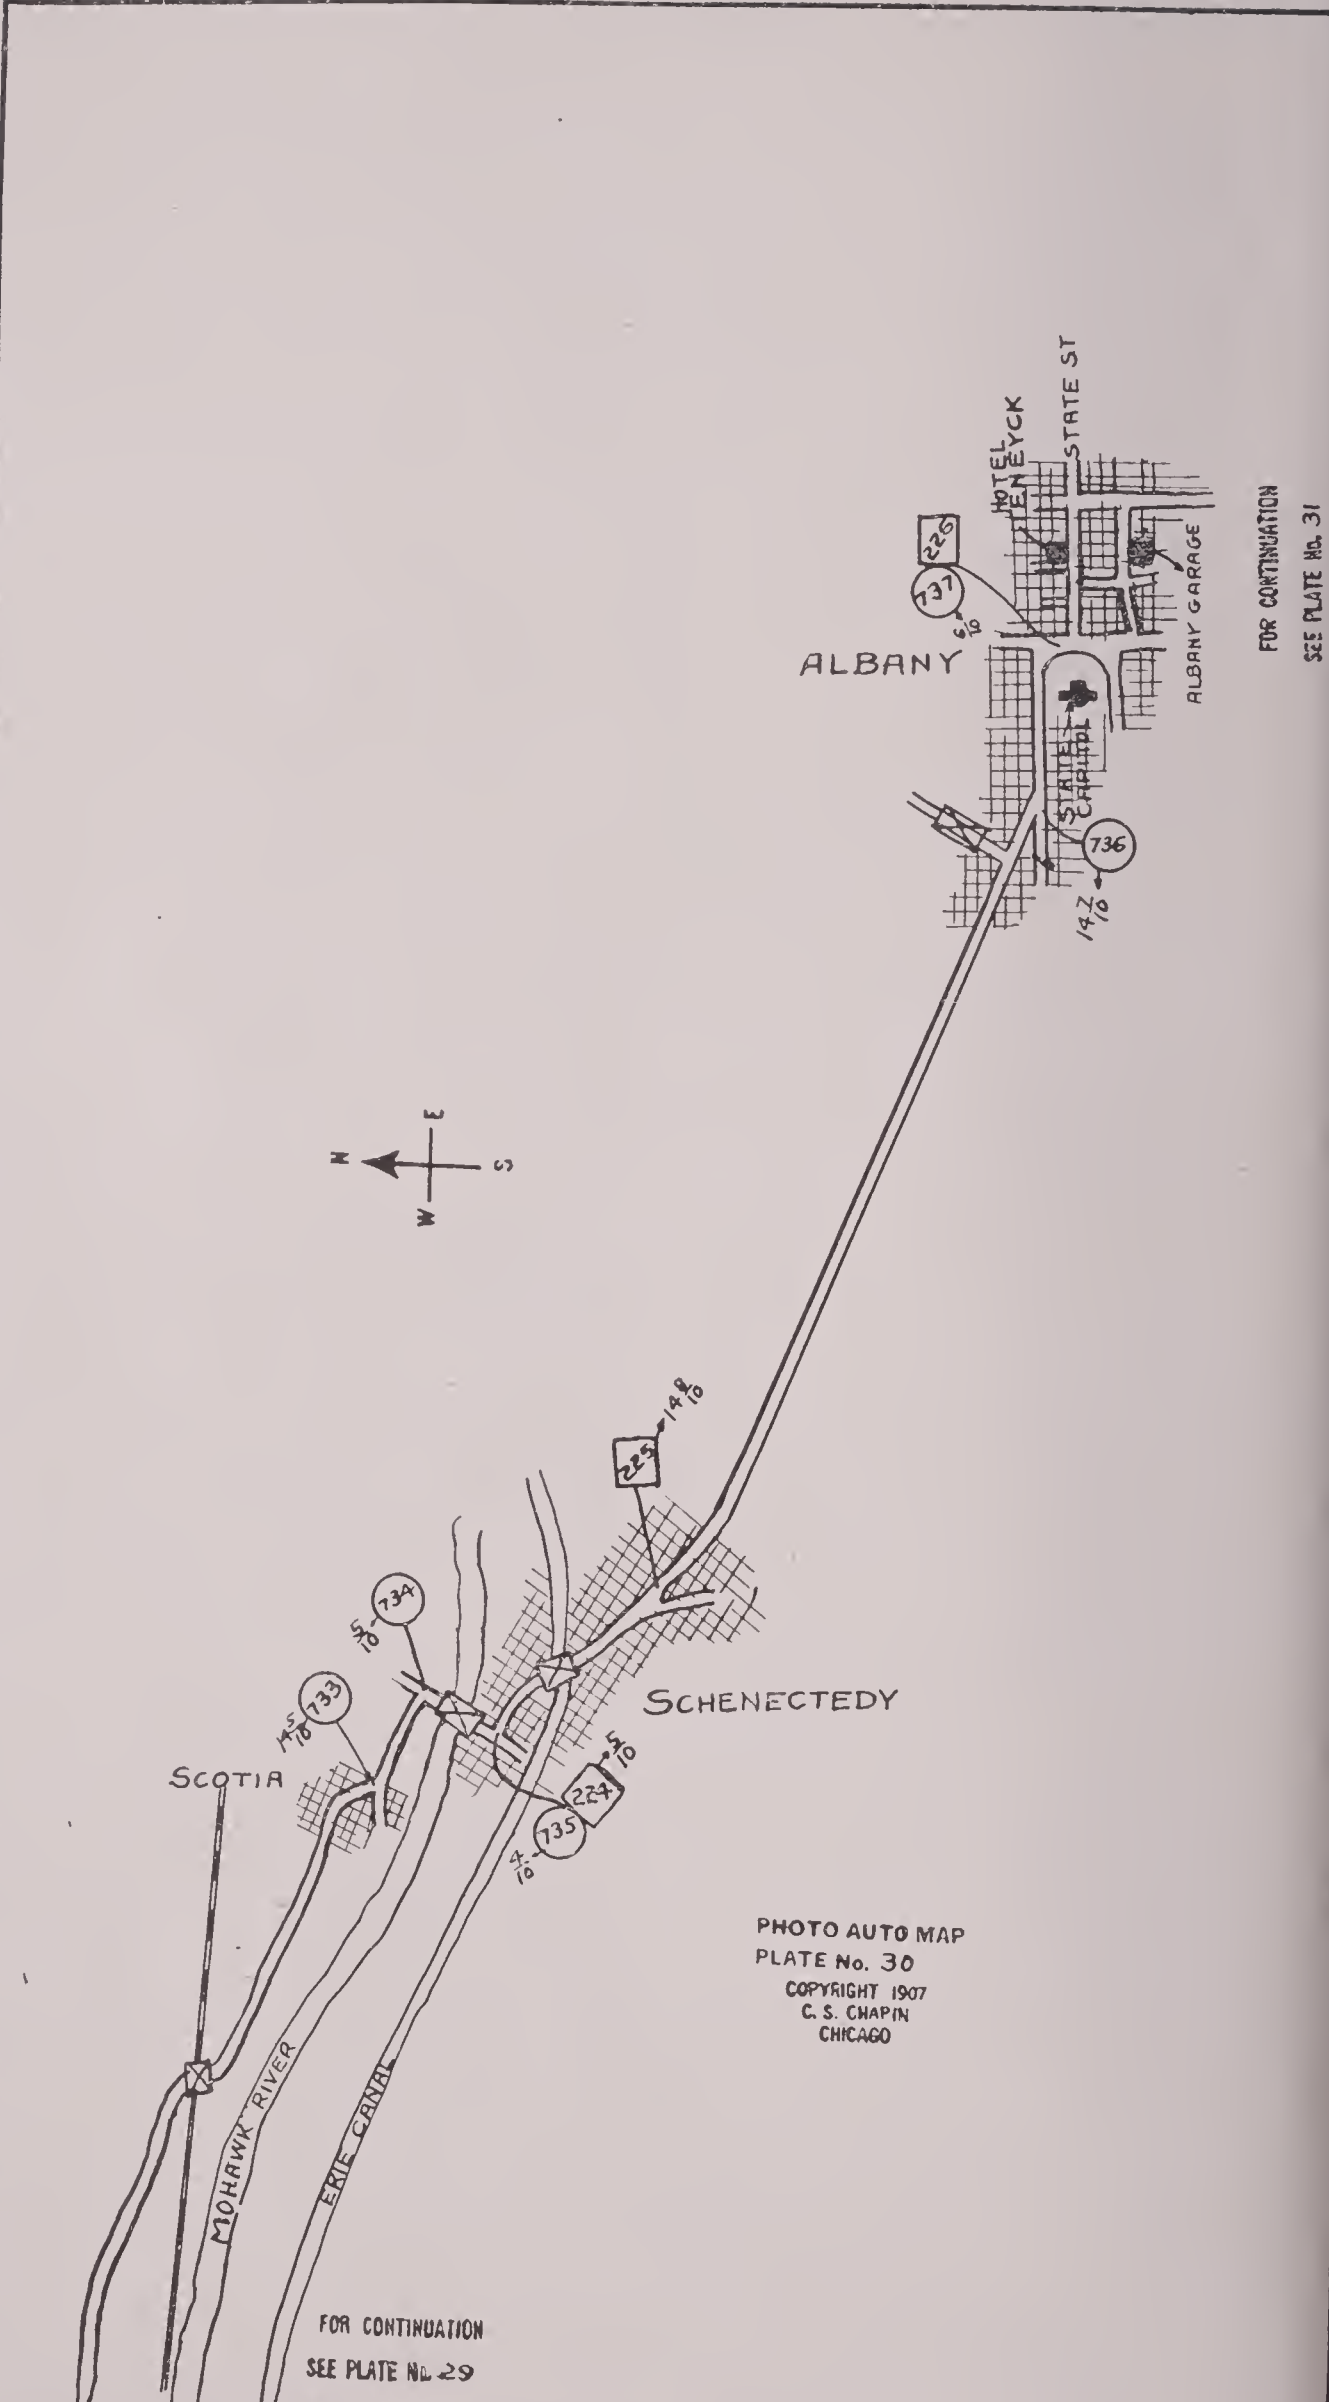 STATE ST
HOTEL
TENEYCK
FOR CONTINUATION
SEE PLATE No. 31
226
737
6/10
ALBANY
ALBANY GARAGE
STATE
CAPITOL
736
14 7/10
N
E
S
W
225
14 8/10
734
5/10
733
14 5/10
SCHENECTEDY
SCOTIA
224
5/10
735
4/10
PHOTO AUTO MAP
PLATE No. 30
COPYRIGHT 1907
C. S. CHAPIN
CHICAGO
MOHAWK RIVER
ERIE CANAL
FOR CONTINUATION
SEE PLATE No. 29